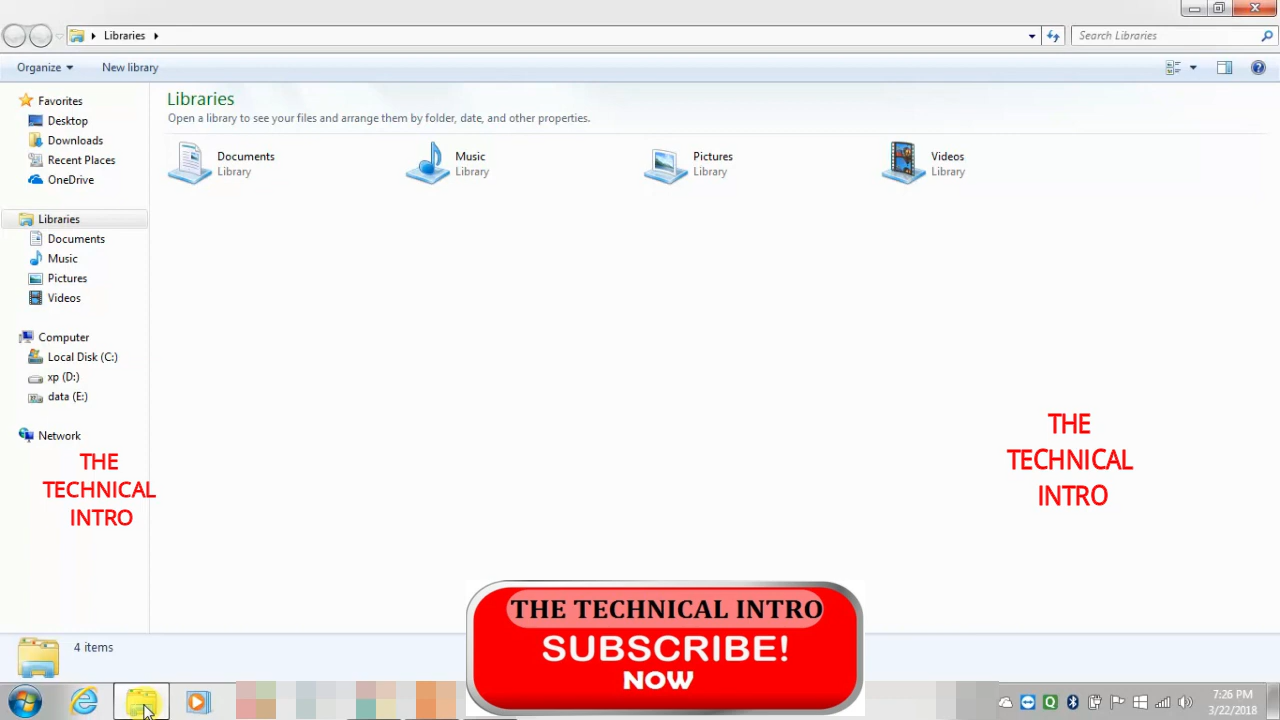 Libraries
Search Libraries
Organize
New library
Favorites
Desktop
Downloads
Recent Places
OneDrive
Libraries
Documents
Music
Pictures
Videos
Computer
Local Disk (C:)
xp (D:)
data (E:)
Network
Libraries
Open a library to see your files and arrange them by folder, date, and other properties.
Documents
Library
Music
Library
Pictures
Library
Videos
Library
THE
TECHNICAL
INTRO
THE
TECHNICAL
INTRO
THE TECHNICAL INTRO
SUBSCRIBE!
NOW
4 items
7:26 PM
3/22/2018